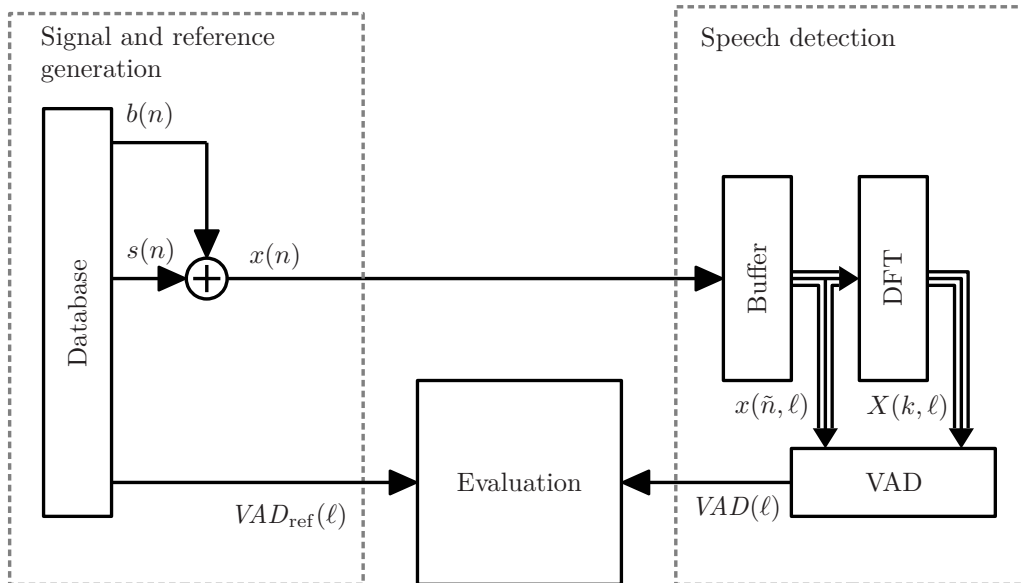 Signal and reference
generation
Speech detection
b(n)
s(n)
x(n)
Database
Buffer
DFT
x(ñ, ℓ)
X(k, ℓ)
Evaluation
VAD
VAD_ref(ℓ)
VAD(ℓ)